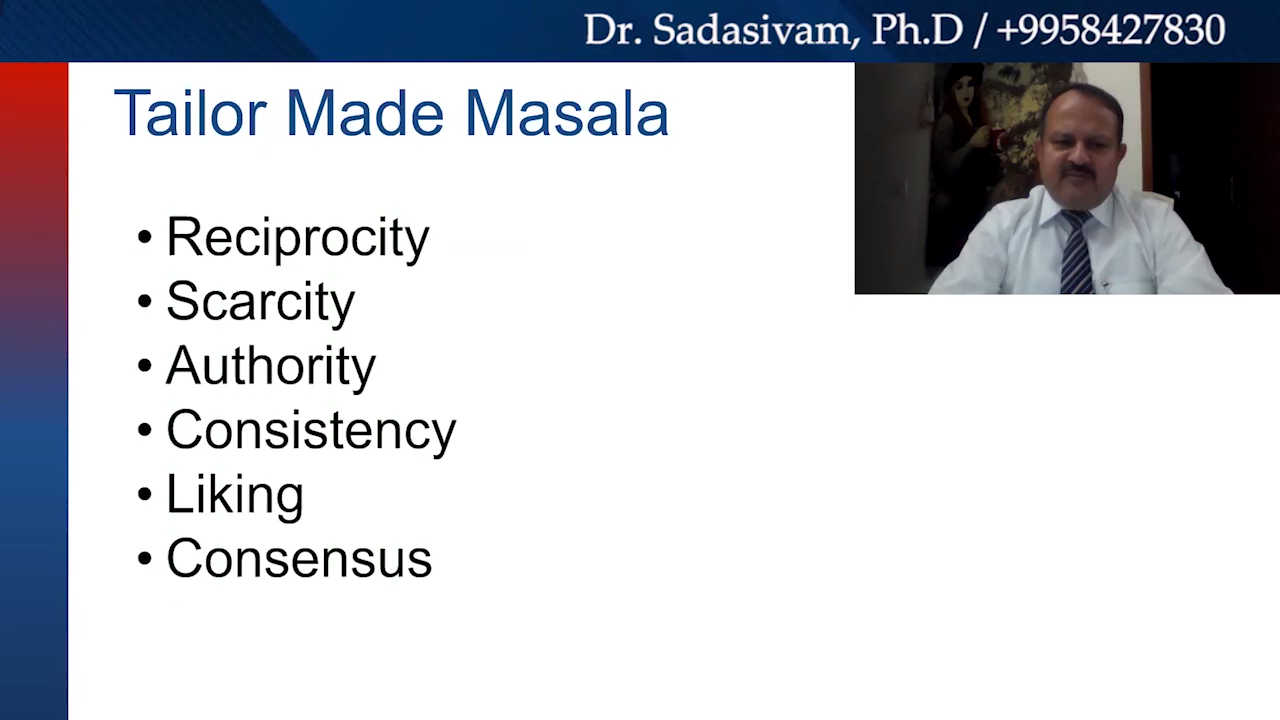 Dr. Sadasivam, Ph.D / +9958427830
Tailor Made Masala
• Reciprocity
• Scarcity
• Authority
• Consistency
• Liking
• Consensus